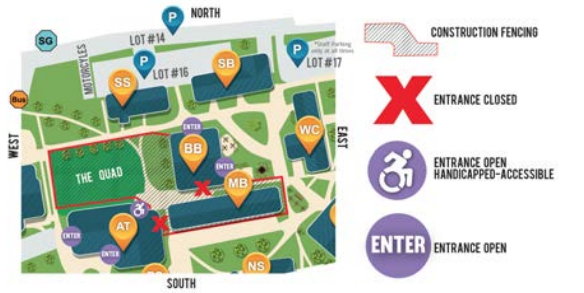 NORTH
SG
P
LOT #14
*Staff Parking
only at all times
P
P
LOT #16
LOT #17
MOTORCYCLES
SS
SB
Bus
WEST
EAST
ENTER
BB
WC
ENTER
THE QUAD
MB
AT
ENTER
ENTER
NS
SOUTH
CONSTRUCTION FENCING
ENTRANCE CLOSED
ENTRANCE OPEN
HANDICAPPED-ACCESSIBLE
ENTER
ENTRANCE OPEN